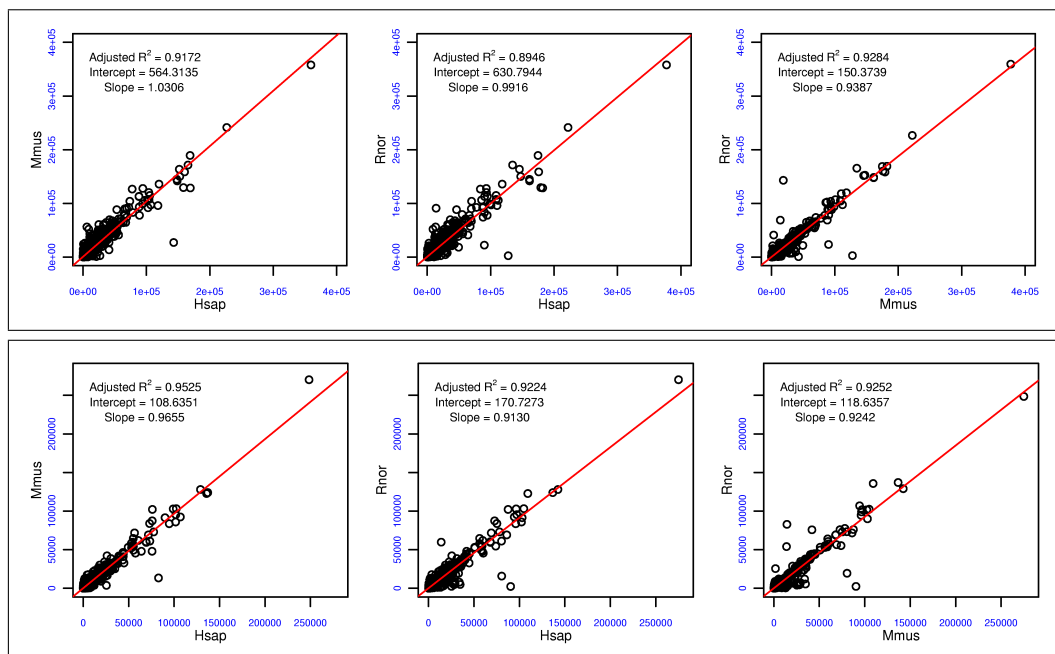 Adjusted R² = 0.9172
Intercept = 564.3135
Slope = 1.0306
Mmus
0e+00 1e+05 2e+05 3e+05 4e+05
0e+00 1e+05 2e+05 3e+05 4e+05
Hsap
Adjusted R² = 0.8946
Intercept = 630.7944
Slope = 0.9916
Rnor
0e+00 1e+05 2e+05 3e+05 4e+05
0e+00 1e+05 2e+05 3e+05 4e+05
Hsap
Adjusted R² = 0.9284
Intercept = 150.3739
Slope = 0.9387
Rnor
0e+00 1e+05 2e+05 3e+05 4e+05
0e+00 1e+05 2e+05 3e+05 4e+05
Mmus
Adjusted R² = 0.9525
Intercept = 108.6351
Slope = 0.9655
Mmus
0 50000 100000 200000
0 50000 100000 150000 200000 250000
Hsap
Adjusted R² = 0.9224
Intercept = 170.7273
Slope = 0.9130
Rnor
0 50000 100000 200000
0 50000 100000 150000 200000 250000
Hsap
Adjusted R² = 0.9252
Intercept = 118.6357
Slope = 0.9242
Rnor
0 50000 100000 200000
0 50000 100000 150000 200000 250000
Mmus